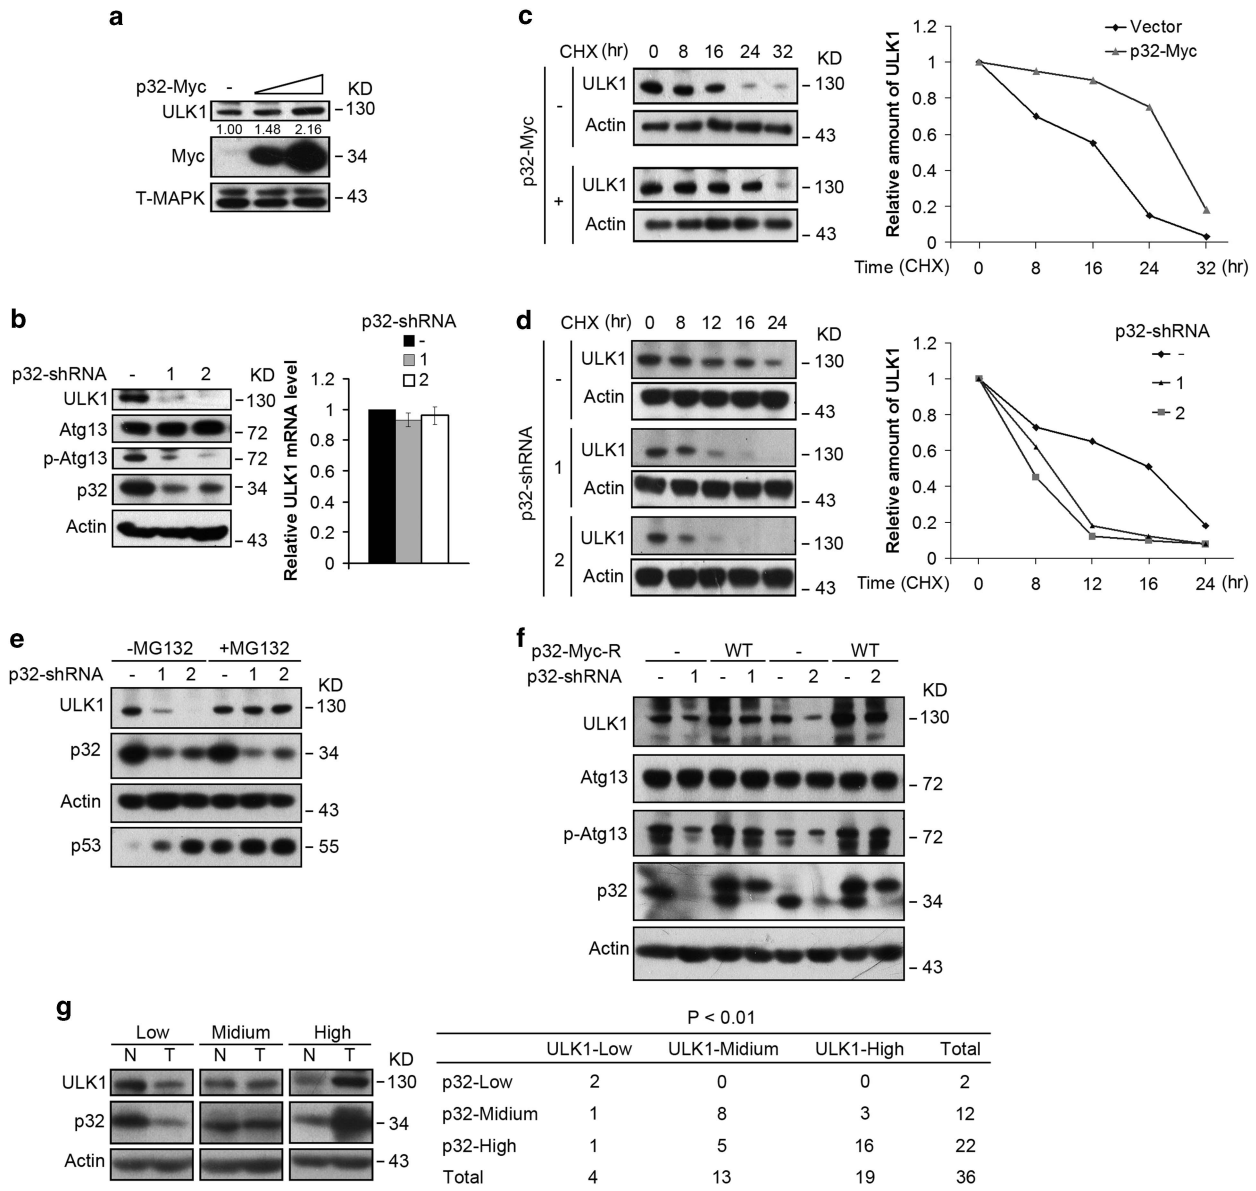 a
p32-Myc - KD
ULK1 -130
1.00 1.48 2.16
Myc - 34
T-MAPK - 43
b
p32-shRNA - 1 2 KD
ULK1 -130
Atg13 - 72
p-Atg13 - 72
p32 - 34
Actin - 43
p32-shRNA
-
1
2
Relative ULK1 mRNA level
1.2
1
0.8
0.6
0.4
0.2
0
c
CHX (hr) 0 8 16 24 32 KD
p32-Myc
-
ULK1 -130
Actin - 43
+
ULK1 -130
Actin - 43
Vector
p32-Myc
Relative amount of ULK1
1.2
1
0.8
0.6
0.4
0.2
0
Time (CHX) 0 8 16 24 32 (hr)
d
CHX (hr) 0 8 12 16 24 KD
p32-shRNA
-
ULK1 -130
Actin - 43
1
ULK1 -130
Actin - 43
2
ULK1 -130
Actin - 43
p32-shRNA
-
1
2
Relative amount of ULK1
1.2
1
0.8
0.6
0.4
0.2
0
Time (CHX) 0 8 12 16 24 (hr)
e
-MG132 +MG132
p32-shRNA - 1 2 - 1 2 KD
ULK1 -130
p32 - 34
Actin - 43
p53 - 55
f
p32-Myc-R - WT - WT
p32-shRNA - 1 - 1 - 2 - 2 KD
ULK1 -130
Atg13 - 72
p-Atg13 - 72
p32 - 34
Actin - 43
g
Low Midium High
N T N T N T KD
ULK1 -130
p32 - 34
Actin - 43
P < 0.01
ULK1-Low ULK1-Midium ULK1-High Total
p32-Low 2 0 0 2
p32-Midium 1 8 3 12
p32-High 1 5 16 22
Total 4 13 19 36